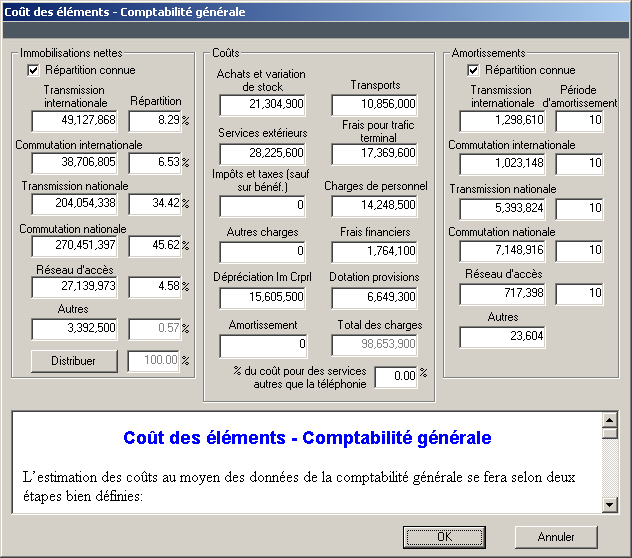 Coût des éléments - Comptabilité générale
Immobilisations nettes
Répartition connue
Transmission
internationale
Répartition
49,127,868
8.29 %
Commutation internationale
38,706,805
6.53 %
Transmission nationale
204,054,338
34.42 %
Commutation nationale
270,451,397
45.62 %
Réseau d'accès
27,139,973
4.58 %
Autres
3,392,500
0.57 %
Distribuer
100.00 %
Coûts
Achats et variation
de stock
Transports
21,304,900
10,856,000
Services extérieurs
Frais pour trafic
terminal
28,225,600
17,369,600
Impôts et taxes (sauf
sur bénéf.)
Charges de personnel
0
14,248,500
Autres charges
Frais financiers
0
1,764,100
Dépréciation Im Crprl
Dotation provisions
15,605,500
6,649,300
Amortissement
Total des charges
0
98,653,900
% du coût pour des services
autres que la téléphonie
0.00 %
Amortissements
Répartition connue
Transmission
internationale
Période
d'amortissement
1,298,610
10
Commutation internationale
1,023,148
10
Transmission nationale
5,393,824
10
Commutation nationale
7,148,916
10
Réseau d'accès
717,398
10
Autres
23,604
Coût des éléments - Comptabilité générale
L'estimation des coûts au moyen des données de la comptabilité générale se fera selon deux
étapes bien définies:
OK
Annuler